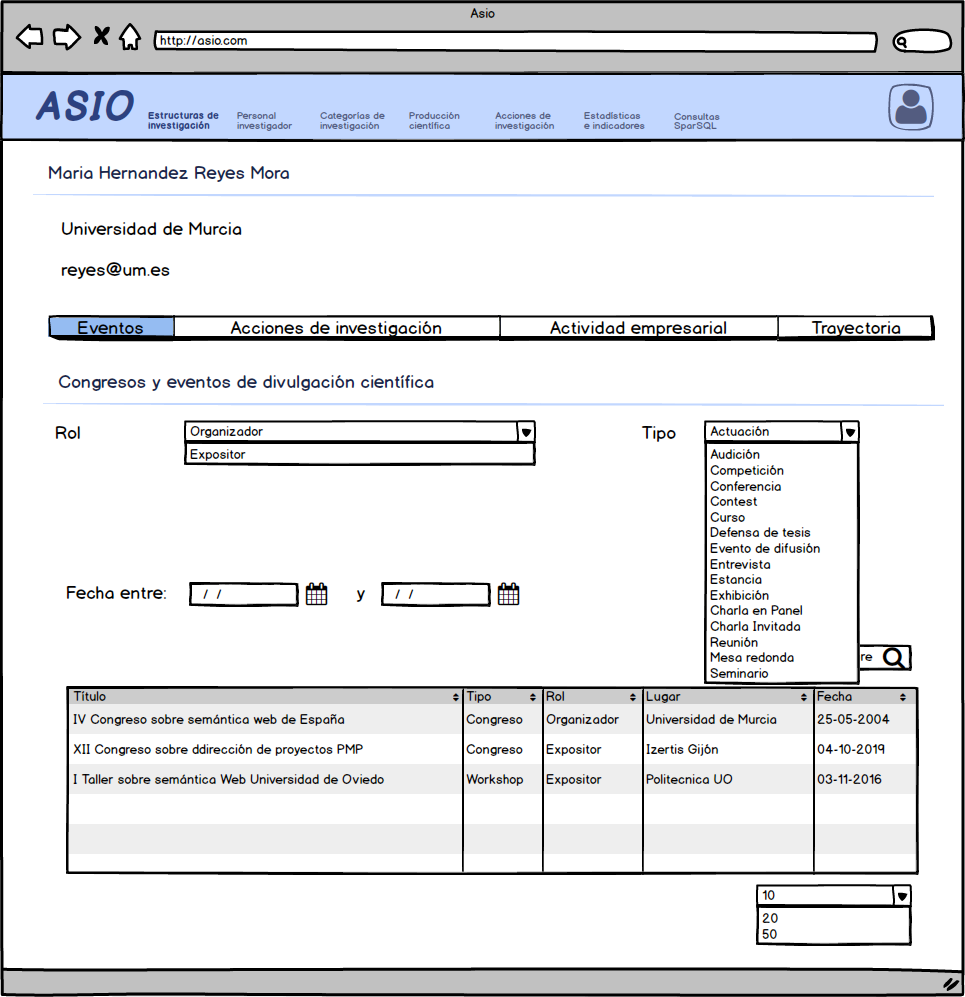 Asio
http://asio.com
ASIO
Estructuras de investigación
Personal investigador
Categorías de investigación
Producción científica
Acciones de investigación
Estadísticas e indicadores
Consultas SparSQL
Maria Hernandez Reyes Mora
Universidad de Murcia
reyes@um.es
Eventos Acciones de investigación Actividad empresarial Trayectoria
Congresos y eventos de divulgación científica
Rol Organizador
Expositor
Tipo Actuación
Audición
Competición
Conferencia
Contest
Curso
Defensa de tesis
Evento de difusión
Entrevista
Estancia
Exhibición
Charla en Panel
Charla Invitada
Reunión
Mesa redonda
Seminario
Fecha entre: / / y / /
re
Título Tipo Rol Lugar Fecha
IV Congreso sobre semántica web de España Congreso Organizador Universidad de Murcia 25-05-2004
XII Congreso sobre ddirección de proyectos PMP Congreso Expositor Izertis Gijón 04-10-2019
I Taller sobre semántica Web Universidad de Oviedo Workshop Expositor Politecnica UO 03-11-2016
10
20
50